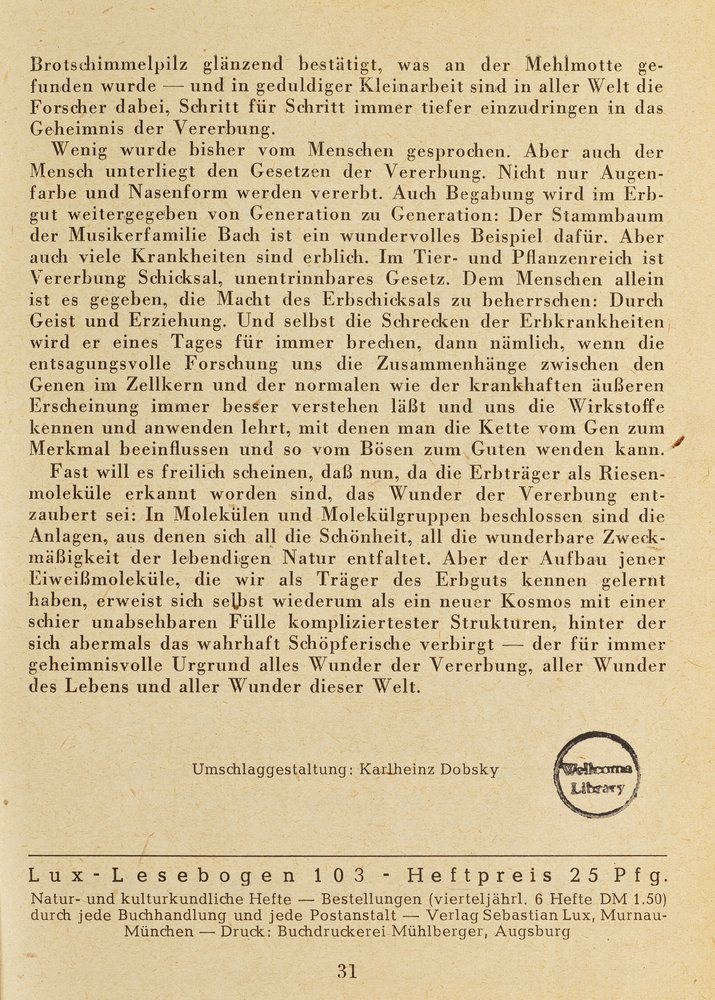 Brotschimmelpilz glänzend bestätigt, was an der Mehlmotte ge-
funden wurde — und in geduldiger Kleinarbeit sind in aller Welt die
Forscher dabei, Schritt für Schritt immer tiefer einzudringen in das
Geheimnis der Vererbung.
Wenig wurde bisher vom Menschen gesprochen. Aber auch der
Mensch unterliegt den Gesetzen der Vererbung. Nicht nur Augen-
farbe und Nasenform werden vererbt. Auch Begabung wird im Erb-
gut weitergegeben von Generation zu Generation: Der Stammbaum
der Musikerfamilie Bach ist ein wundervolles Beispiel dafür. Aber
auch viele Krankheiten sind erblich. Im Tier- und Pflanzenreich ist
Vererbung Schicksal, unentrinnbares Gesetz. Dem Menschen allein
ist es gegeben, die Macht des Erbschicksals zu beherrschen: Durch
Geist und Erziehung. Und selbst die Schrecken der Erbkrankheiten
wird er eines Tages für immer brechen, dann nämlich, wenn die
entsagungsvolle Forschung uns die Zusammenhänge zwischen den
Genen im Zellkern und der normalen wie der krankhaften äußeren
Erscheinung immer besser verstehen läßt und uns die Wirkstoffe
kennen und anwenden lehrt, mit denen man die Kette vom Gen zum
Merkmal beeinflussen und so vom Bösen zum Guten wenden kann.
Fast will es freilich scheinen, daß nun, da die Erbträger als Riesen-
moleküle erkannt worden sind, das Wunder der Vererbung ent-
zaubert sei: In Molekülen und Molekülgruppen beschlossen sind die
Anlagen, aus denen sich all die Schönheit, all die wunderbare Zweck-
mäßigkeit der lebendigen Natur entfaltet. Aber der Aufbau jener
Eiweißmoleküle, die wir als Träger des Erbguts kennen gelernt
haben, erweist sich selbst wiederum als ein neuer Kosmos mit einer
schier unabsehbaren Fülle kompliziertester Strukturen, hinter der
sich abermals das wahrhaft Schöpferische verbirgt — der für immer
geheimnisvolle Urgrund alles Wunder der Vererbung, aller Wunder
des Lebens und aller Wunder dieser Welt.
Umschlaggestaltung: Karlheinz Dobsky
Wellcome
Library
Lux-Lesebogen 103 - Heftpreis 25 Pfg.
Natur- und kulturkundliche Hefte — Bestellungen (vierteljährl. 6 Hefte DM 1.50)
durch jede Buchhandlung und jede Postanstalt — Verlag Sebastian Lux, Murnau-
München — Druck: Buchdruckerei Mühlberger, Augsburg
31